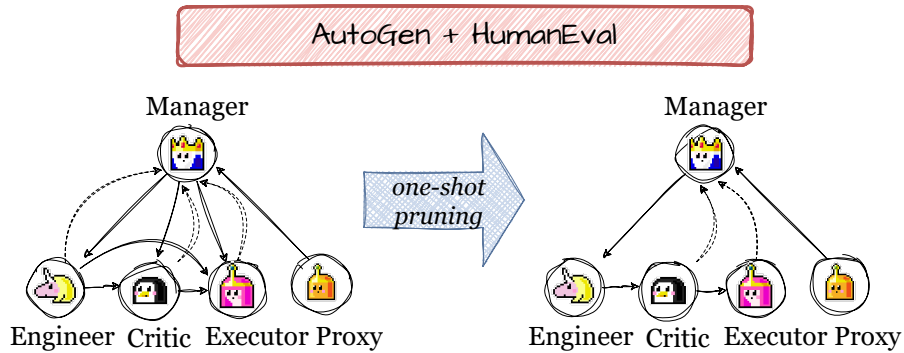 AutoGen + HumanEval
Manager
Manager
one-shot
pruning
Engineer Critic Executor Proxy
Engineer Critic Executor Proxy